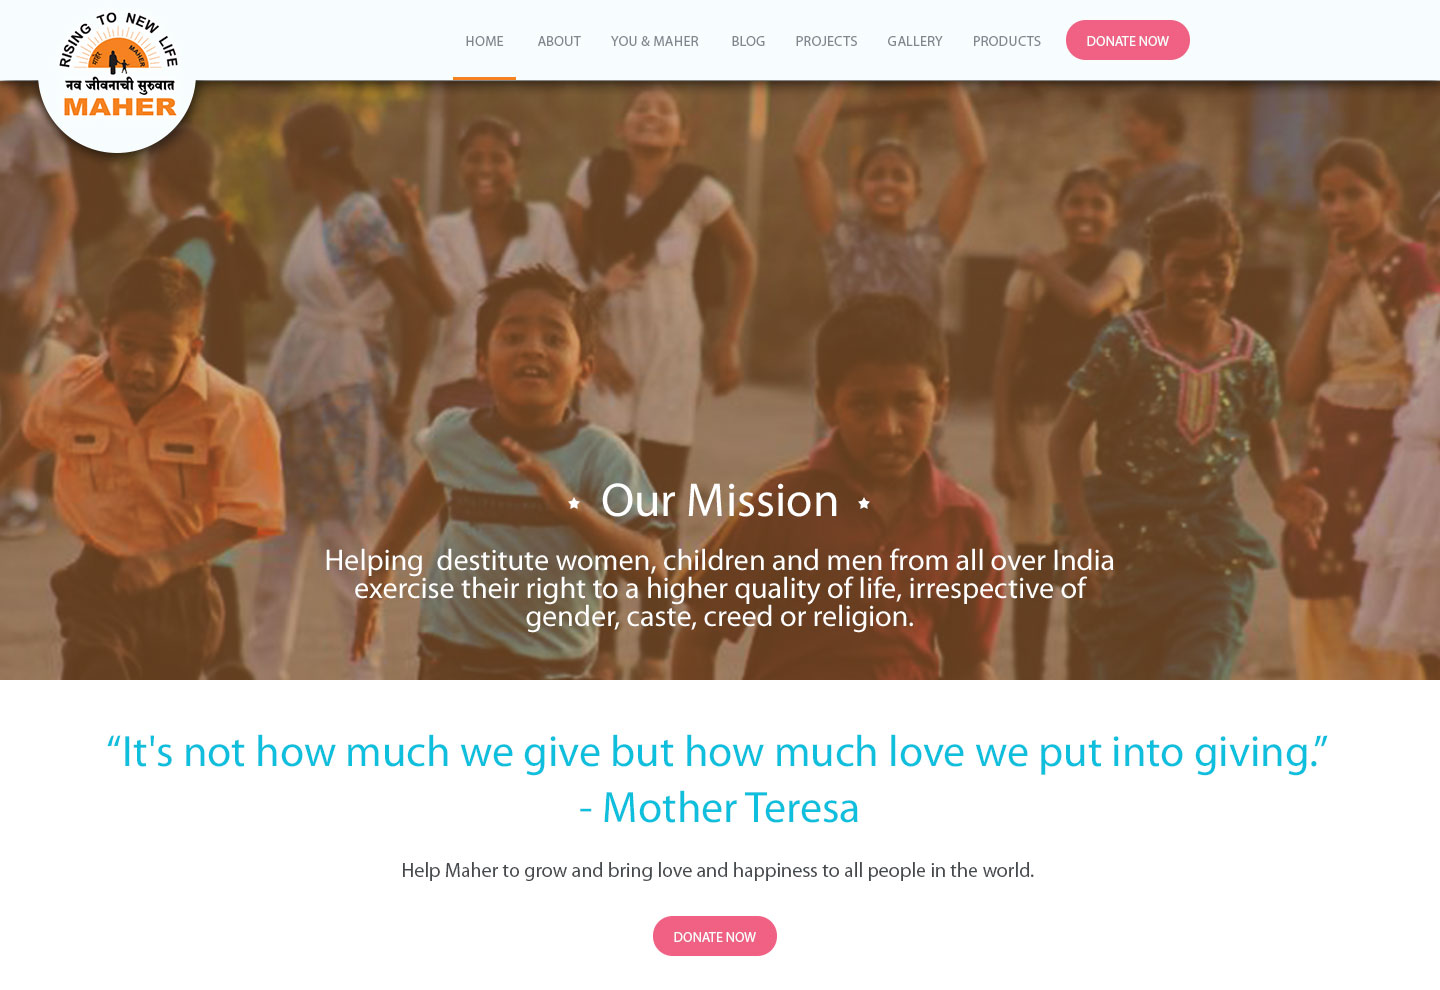 RISING TO NEW LIFE
माहेर MAHER
नव जीवनाची सुरुवात
MAHER
HOME ABOUT YOU & MAHER BLOG PROJECTS GALLERY PRODUCTS DONATE NOW
Our Mission
Helping destitute women, children and men from all over India
exercise their right to a higher quality of life, irrespective of
gender, caste, creed or religion.
“It's not how much we give but how much love we put into giving.”
- Mother Teresa
Help Maher to grow and bring love and happiness to all people in the world.
DONATE NOW